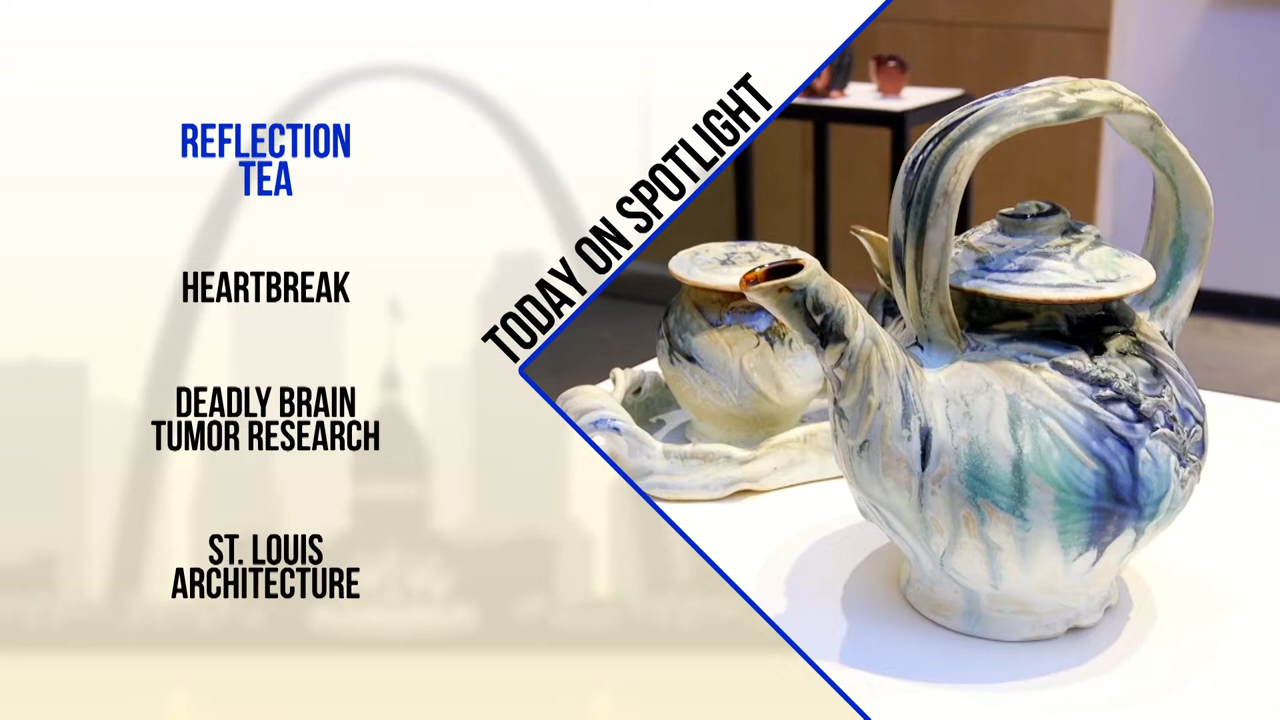 REFLECTION
TEA
HEARTBREAK
DEADLY BRAIN
TUMOR RESEARCH
ST. LOUIS
ARCHITECTURE
TODAY ON SPOTLIGHT